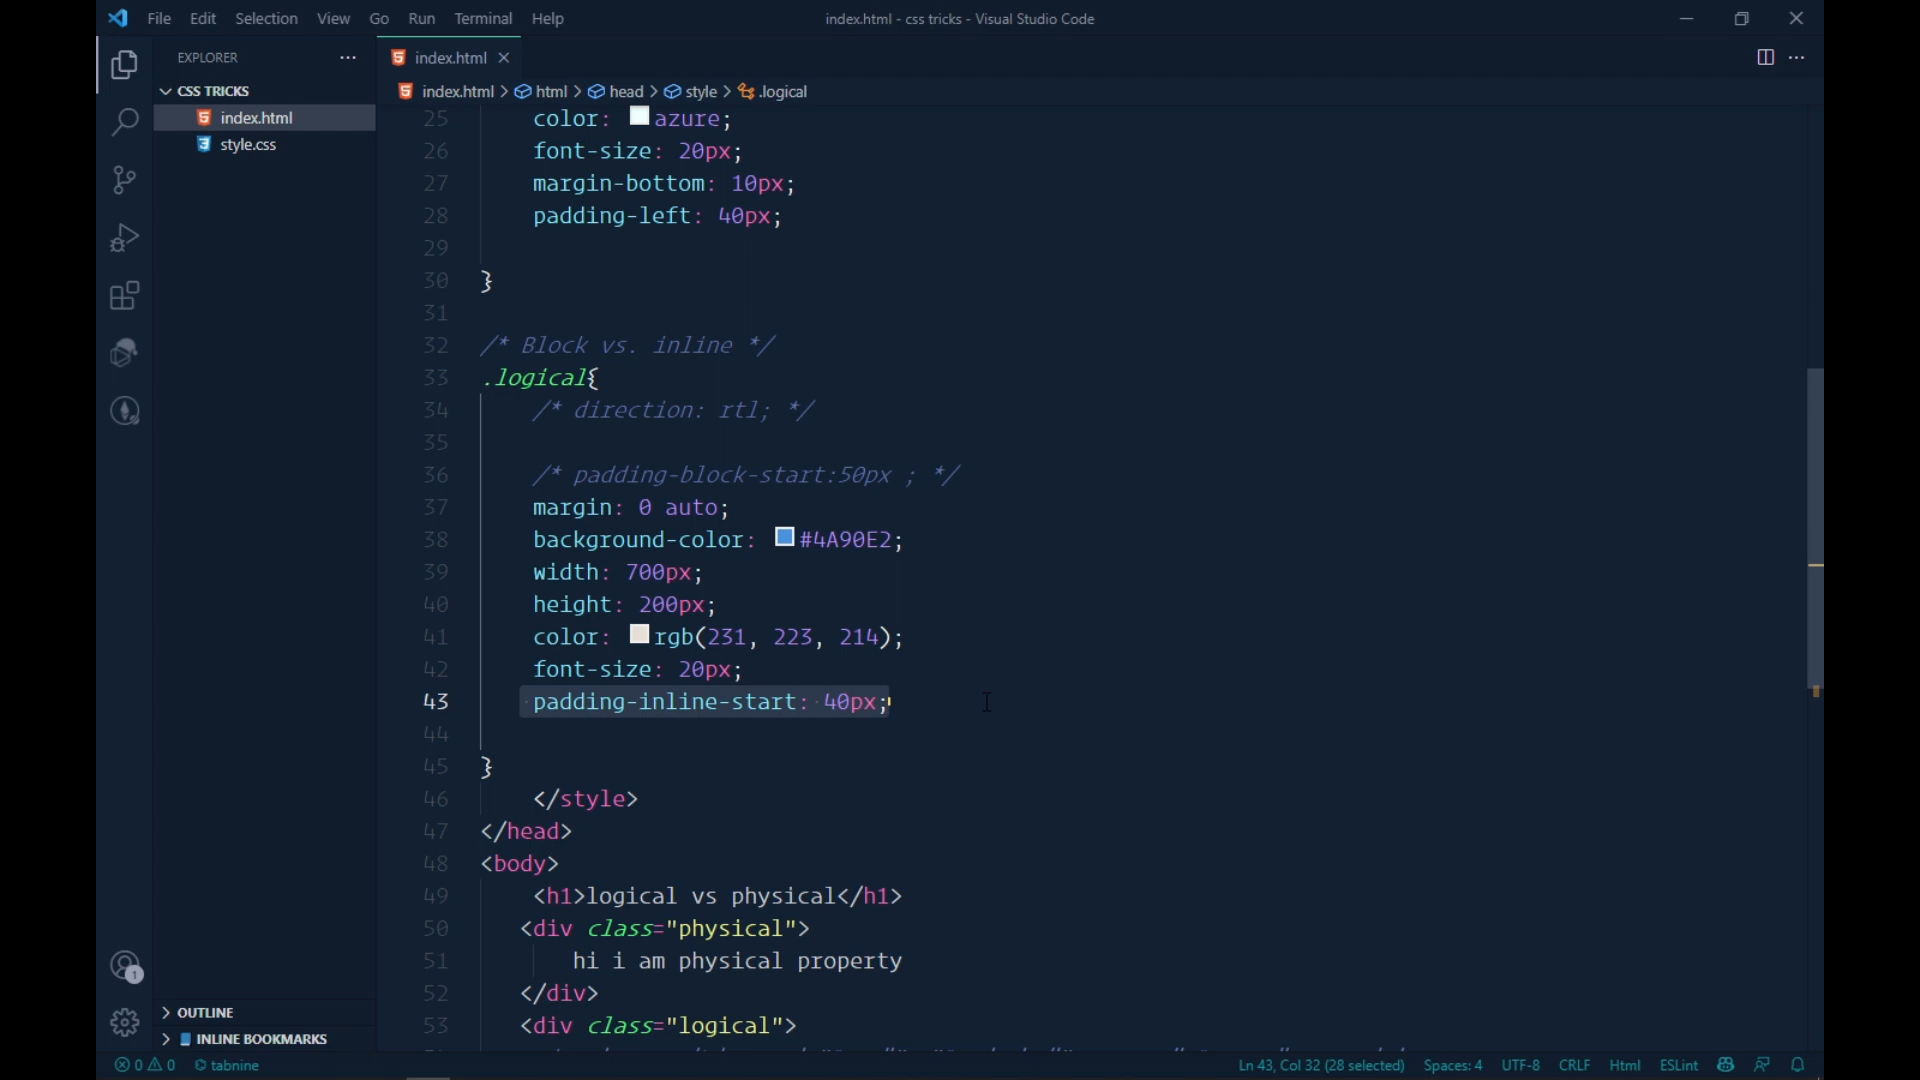 File Edit Selection View Go Run Terminal Help
index.html - css tricks - Visual Studio Code
EXPLORER
index.html
CSS TRICKS
index.html > html > head > style > .logical
index.html
style.css
25 color: azure;
26 font-size: 20px;
27 margin-bottom: 10px;
28 padding-left: 40px;
29
30 }
31
32 /* Block vs. inline */
33 .logical{
34 /* direction: rtl; */
35
36 /* padding-block-start:50px ; */
37 margin: 0 auto;
38 background-color: #4A90E2;
39 width: 700px;
40 height: 200px;
41 color: rgb(231, 223, 214);
42 font-size: 20px;
43 padding-inline-start: 40px;
44
45 }
46 </style>
47 </head>
48 <body>
49 <h1>logical vs physical</h1>
50 <div class="physical">
51 hi i am physical property
52 </div>
53 <div class="logical">
1
OUTLINE
INLINE BOOKMARKS
0 0 tabnine
Ln 43, Col 32 (28 selected) Spaces: 4 UTF-8 CRLF Html ESLint